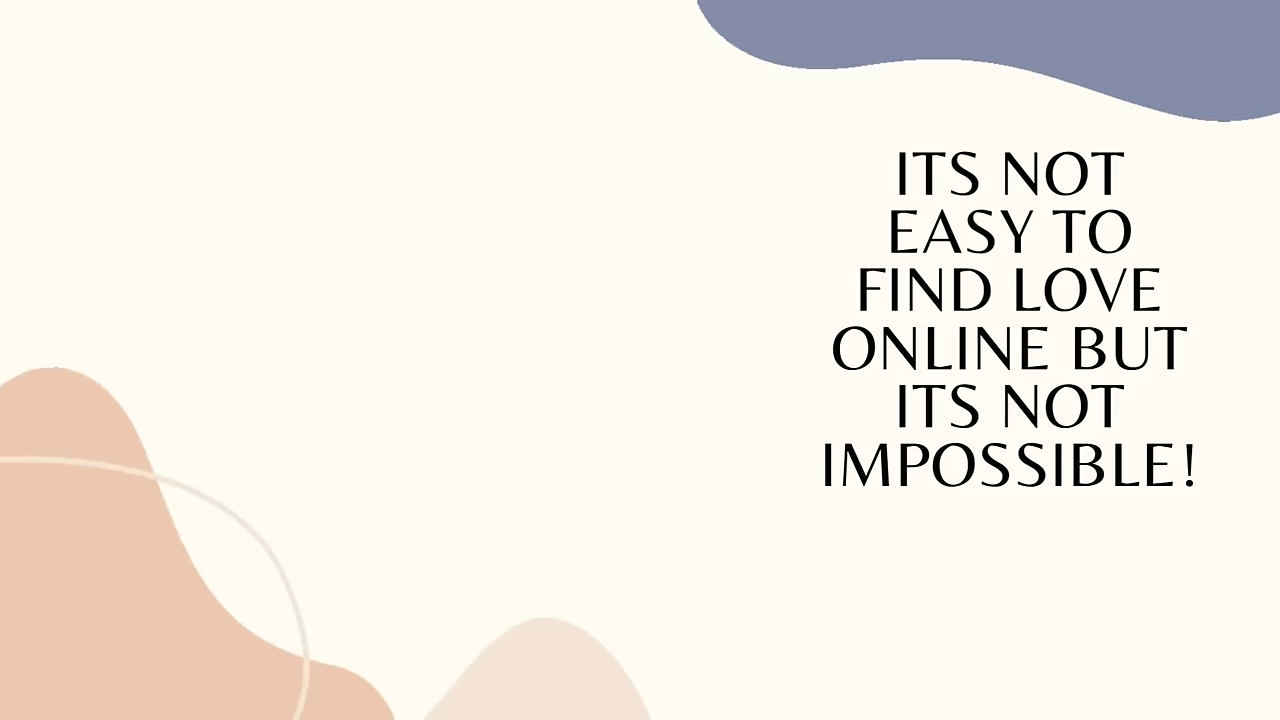 ITS NOT
EASY TO
FIND LOVE
ONLINE BUT
ITS NOT
IMPOSSIBLE!